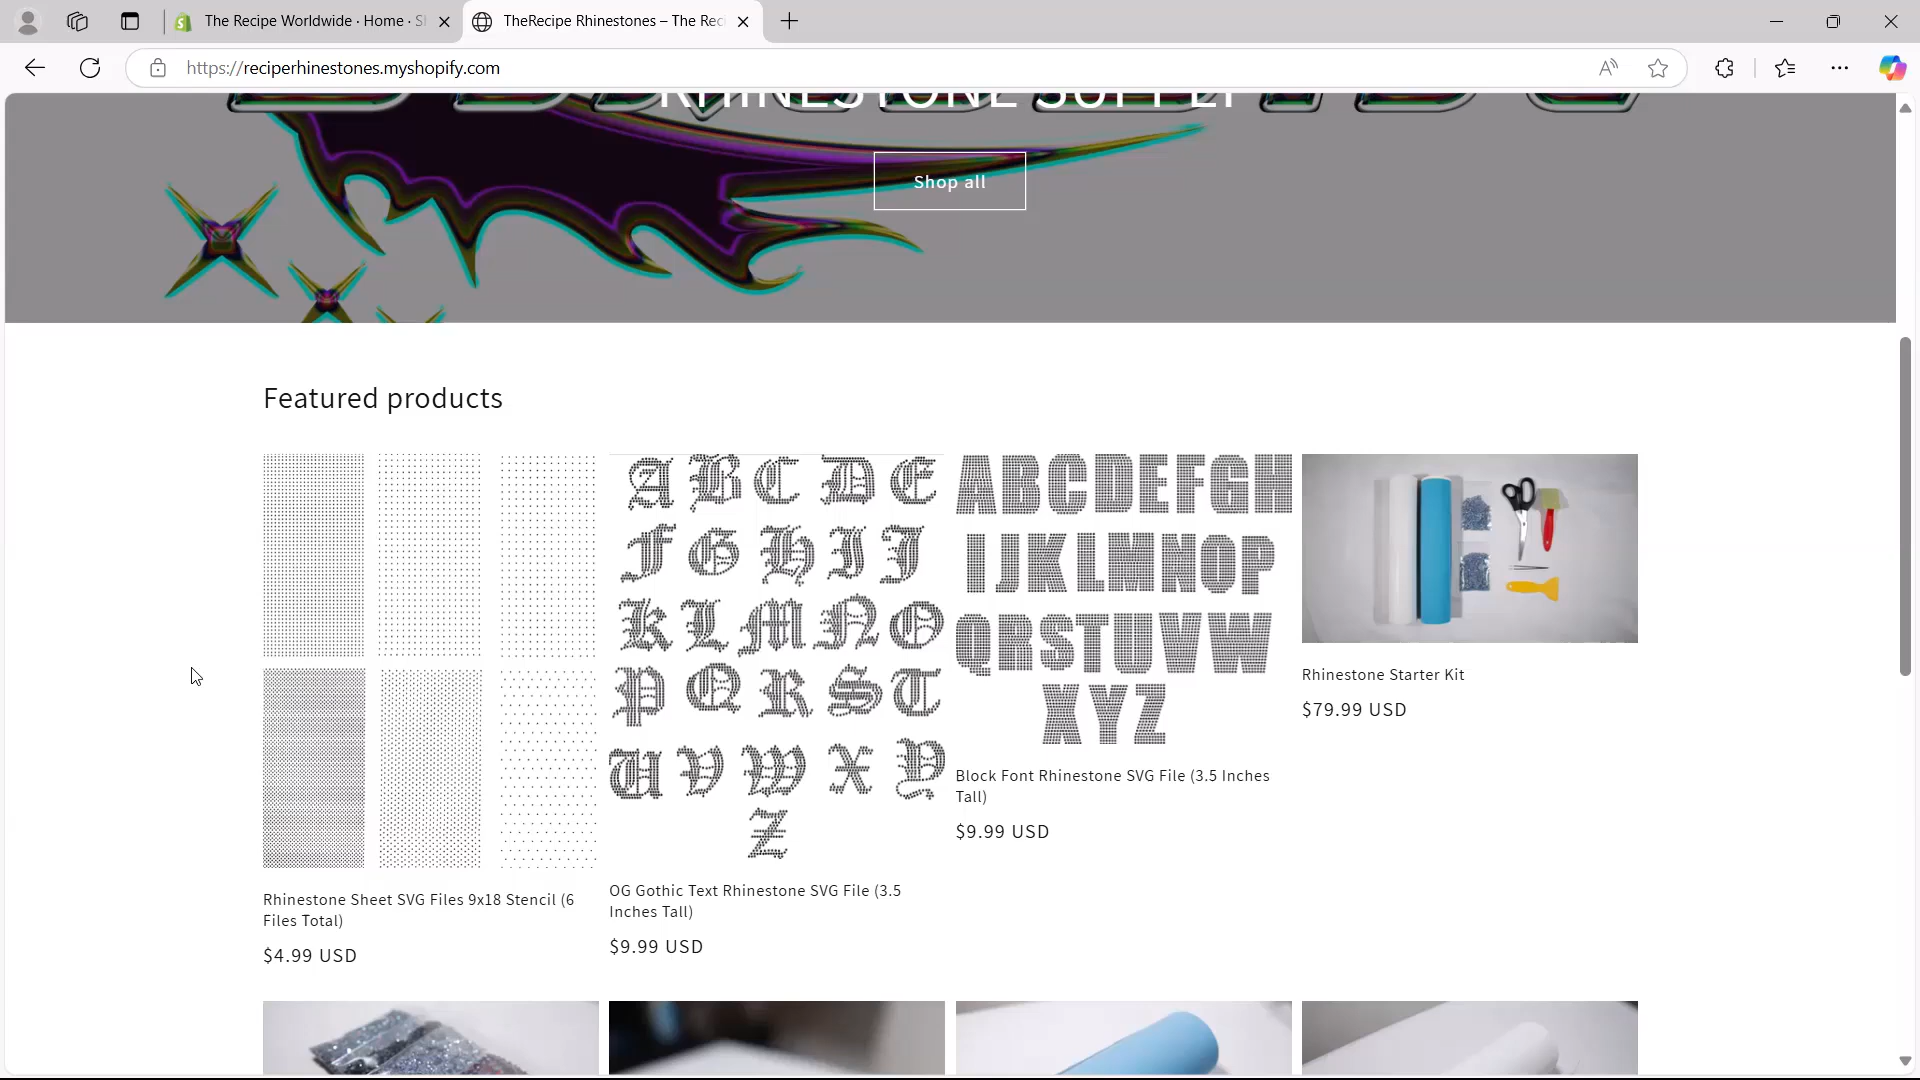 The Recipe Worldwide · Home · S
TheRecipe Rhinestones – The Rec
https://reciperhinestones.myshopify.com
RHINESTONE SUPPLY
Shop all
Featured products
A B C D E
F G H I J
K L M N O
P Q R S T
U V W X Y
Z
ABCDEFGH
IJKLMNOP
QRSTUVW
XYZ
Rhinestone Starter Kit
$79.99 USD
Block Font Rhinestone SVG File (3.5 Inches
Tall)
$9.99 USD
Rhinestone Sheet SVG Files 9x18 Stencil (6
Files Total)
$4.99 USD
OG Gothic Text Rhinestone SVG File (3.5
Inches Tall)
$9.99 USD